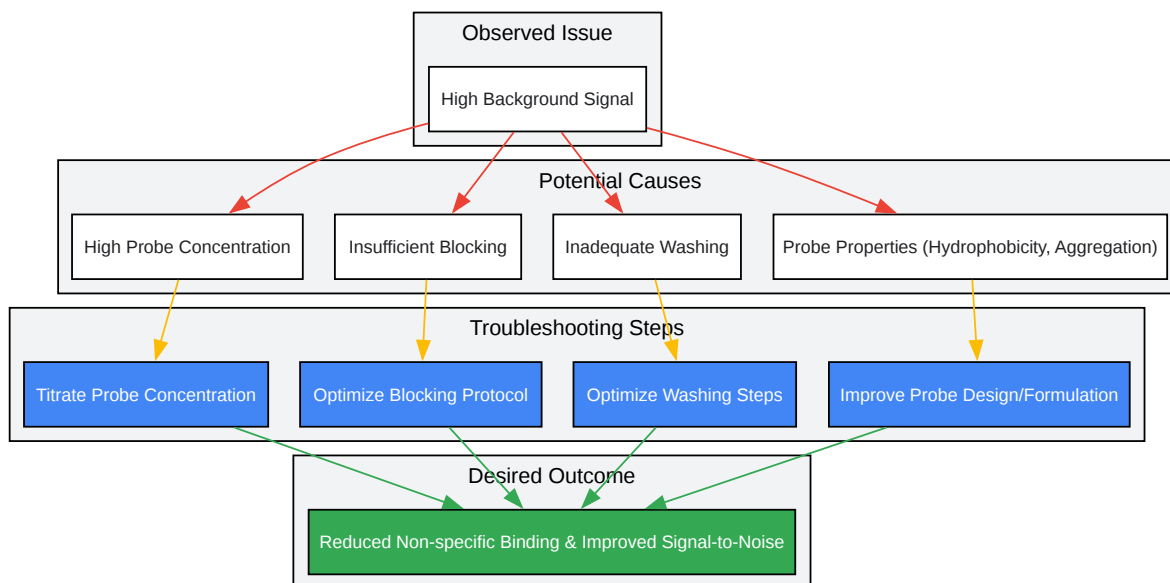 Observed Issue
High Background Signal
Potential Causes
High Probe Concentration
Insufficient Blocking
Inadequate Washing
Probe Properties (Hydrophobicity, Aggregation)
Troubleshooting Steps
Titrate Probe Concentration
Optimize Blocking Protocol
Optimize Washing Steps
Improve Probe Design/Formulation
Desired Outcome
Reduced Non-specific Binding & Improved Signal-to-Noise